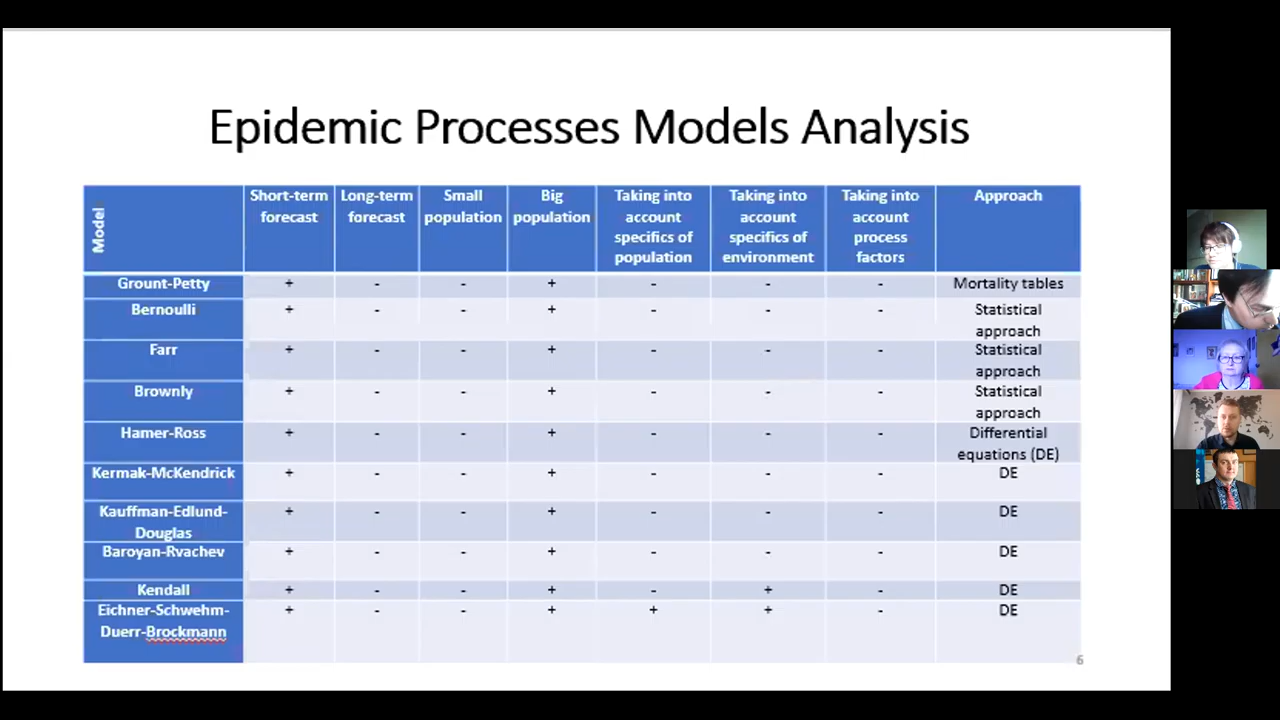 Epidemic Processes Models Analysis
Model Short-term forecast Long-term forecast Small population Big population Taking into account specifics of population Taking into account specifics of environment Taking into account process factors Approach
Grount-Petty + - - + - - - Mortality tables
Bernoulli + - - + - - - Statistical approach
Farr + - - + - - - Statistical approach
Brownly + - - + - - - Statistical approach
Hamer-Ross + - - + - - - Differential equations (DE)
Kermak-McKendrick + - - + - - - DE
Kauffman-Edlund-Douglas + - - + - - - DE
Baroyan-Rvachev + - - + - - - DE
Kendall + - - + - + - DE
Eichner-Schwehm-Duerr-Brockmann + - - + + + - DE
6